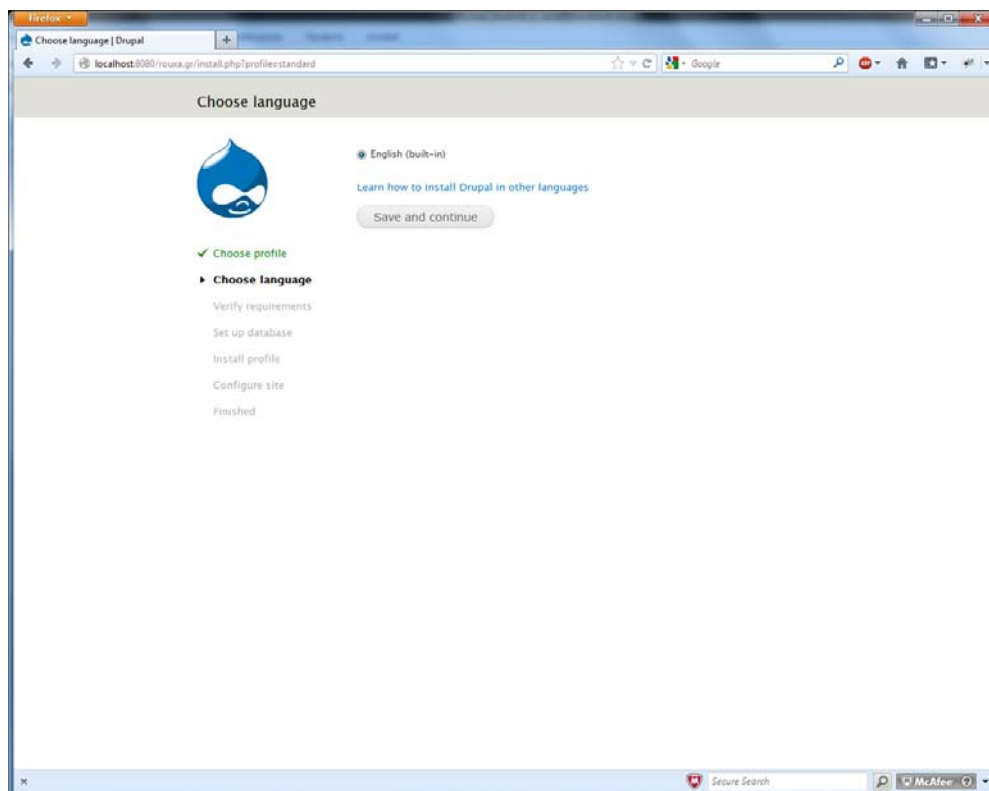 Firefox
Choose language | Drupal
localhost:8080/rouxa.gr/install.php?profile=standard
Google
Choose language
English (built-in)
Learn how to install Drupal in other languages
Save and continue
Choose profile
Choose language
Verify requirements
Set up database
Install profile
Configure site
Finished
Secure Search
McAfee